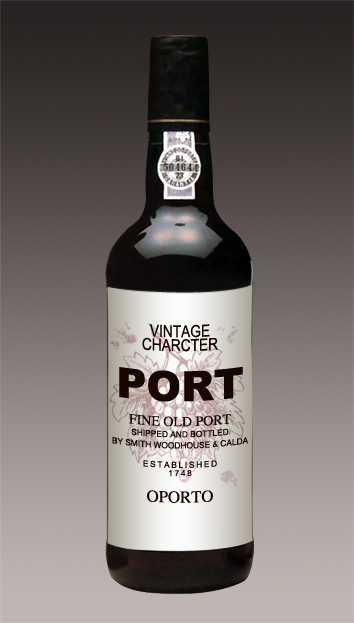 VINTAGE
CHARCTER
PORT
FINE OLD PORT
SHIPPED AND BOTTLED
BY SMITH WOODHOUSE & CALDA
ESTABLISHED
1748
OPORTO